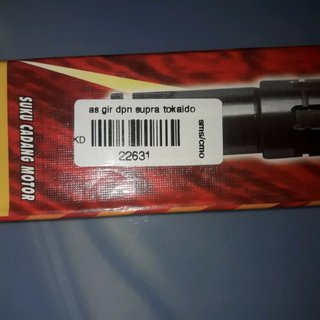 as gir dpn supra tokaido
KD
22631
sms/cmo
SUKU CADANG MOTOR